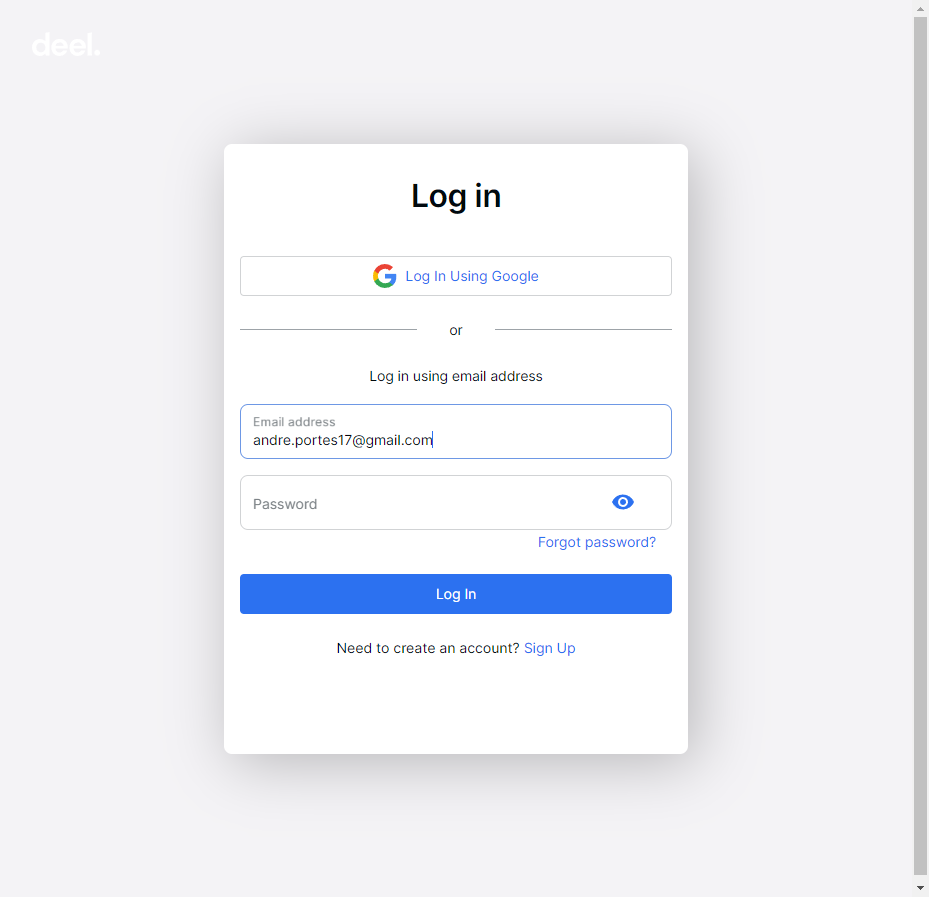 deel.
Log in
Log In Using Google
or
Log in using email address
Email address
andre.portes17@gmail.com
Password
Forgot password?
Log In
Need to create an account? Sign Up